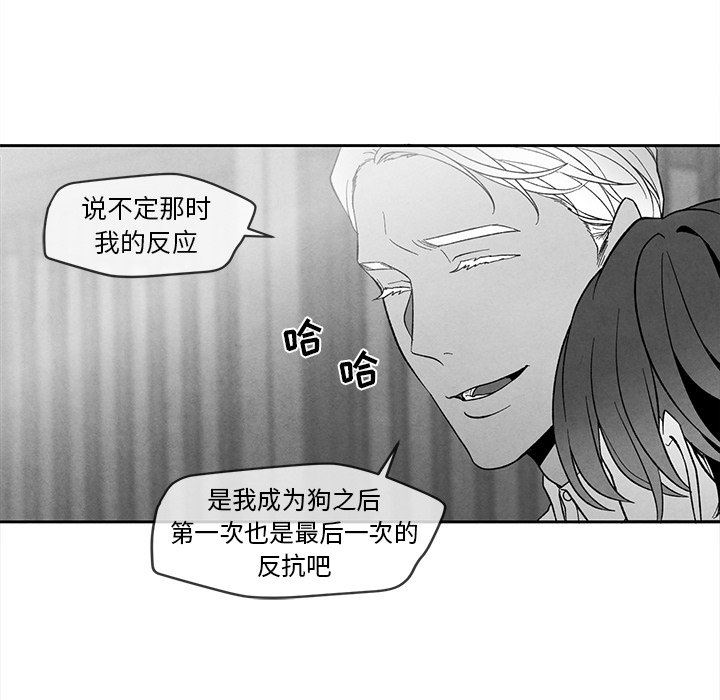 说不定那时
我的反应
哈
哈
是我成为狗之后
第一次也是最后一次的
反抗吧